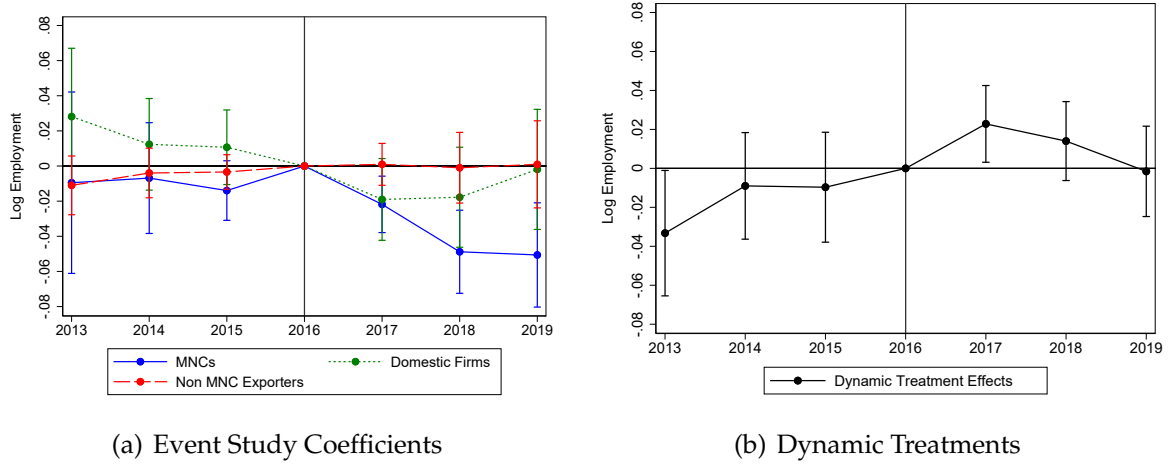 .08
.06
.04
.02
0
-.02
-.04
-.06
-.08
Log Employment
2013 2014 2015 2016 2017 2018 2019
MNCs Domestic Firms
Non MNC Exporters
(a) Event Study Coefficients
.08
.06
.04
.02
0
-.02
-.04
-.06
-.08
Log Employment
2013 2014 2015 2016 2017 2018 2019
Dynamic Treatment Effects
(b) Dynamic Treatments